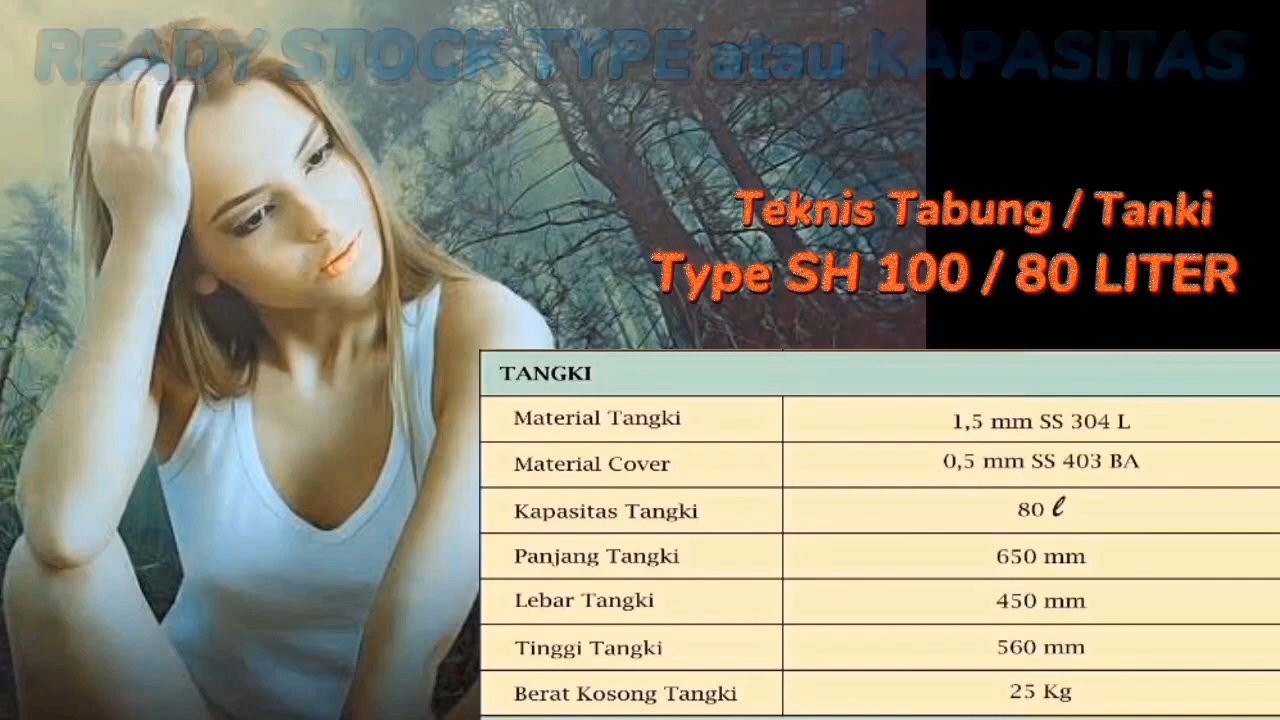 READY STOCK TYPE atau KAPASITAS
Teknis Tabung / Tanki
Type SH 100 / 80 LITER
TANGKI
Material Tangki 1,5 mm SS 304 L
Material Cover 0,5 mm SS 403 BA
Kapasitas Tangki 80 ℓ
Panjang Tangki 650 mm
Lebar Tangki 450 mm
Tinggi Tangki 560 mm
Berat Kosong Tangki 25 Kg